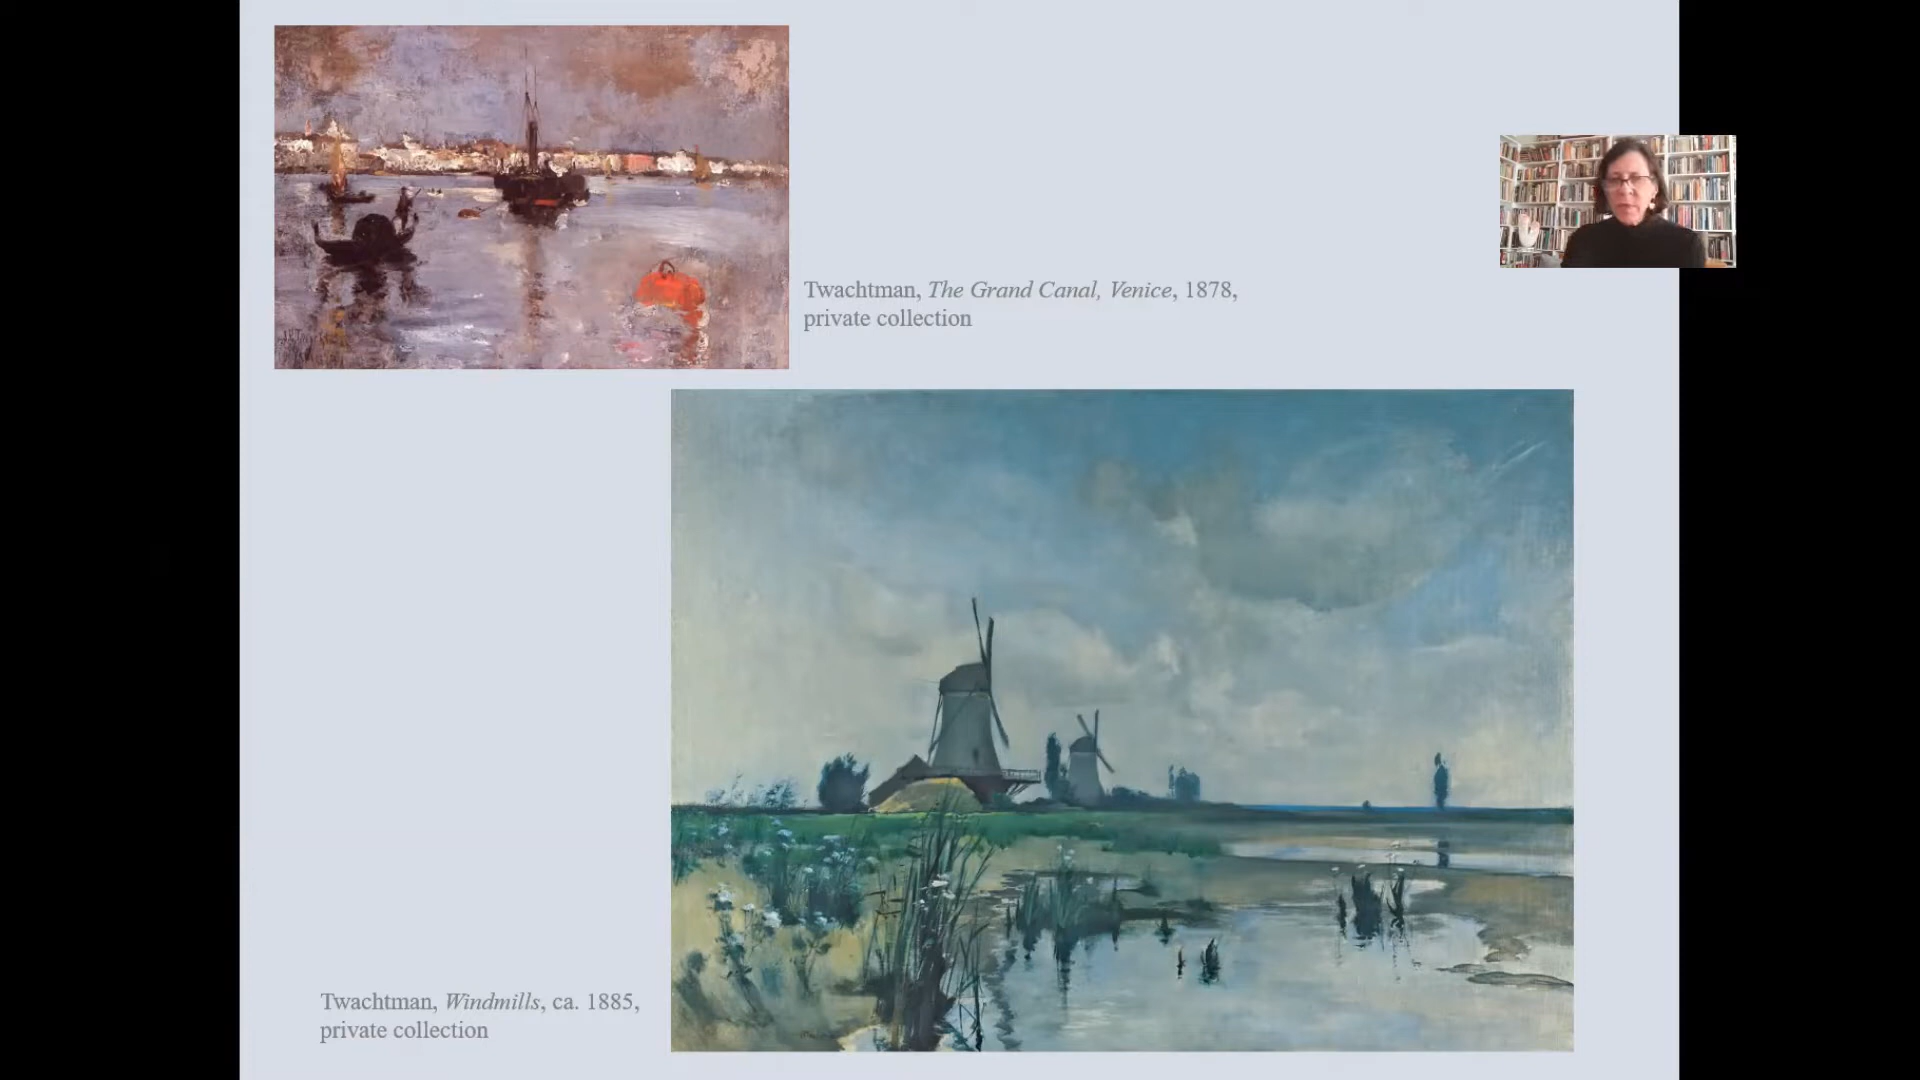 Twachtman, The Grand Canal, Venice, 1878,
private collection
Twachtman, Windmills, ca. 1885,
private collection